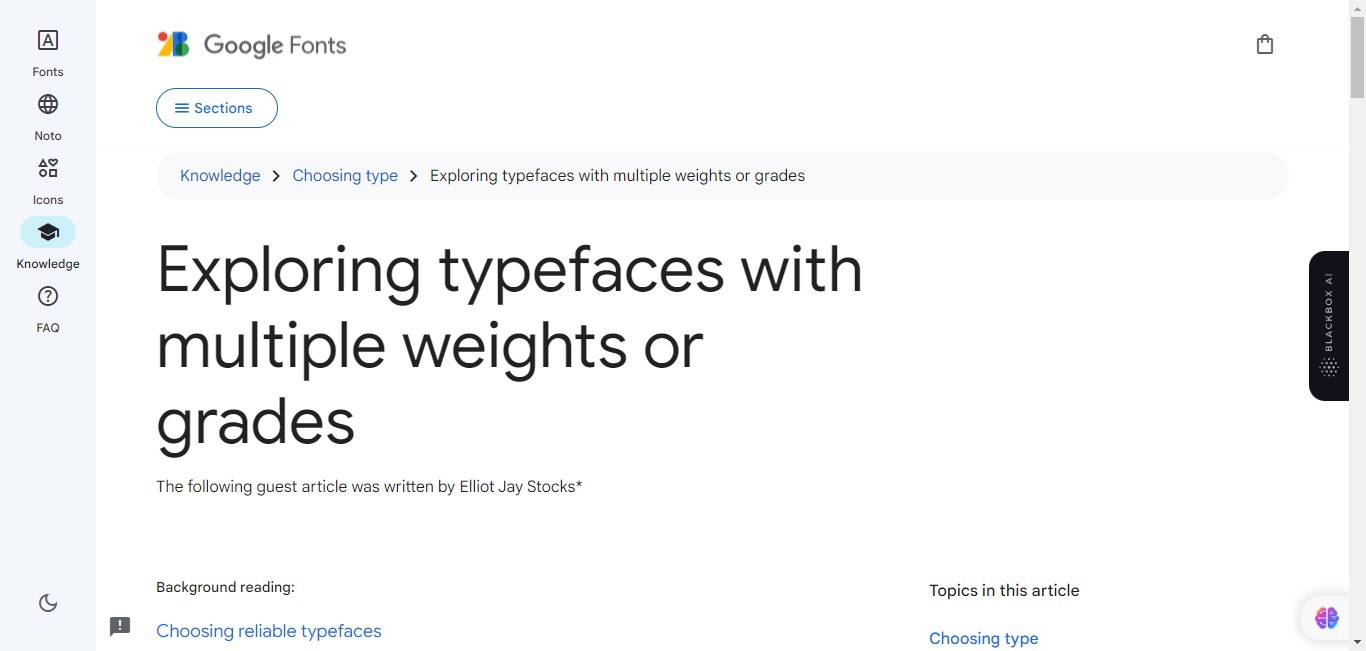 Fonts
Noto
Icons
Knowledge
FAQ
Google Fonts
Sections
Knowledge > Choosing type > Exploring typefaces with multiple weights or grades
Exploring typefaces with
multiple weights or
grades
The following guest article was written by Elliot Jay Stocks*
Background reading:
Choosing reliable typefaces
Topics in this article
Choosing type
BLACKBOX AI